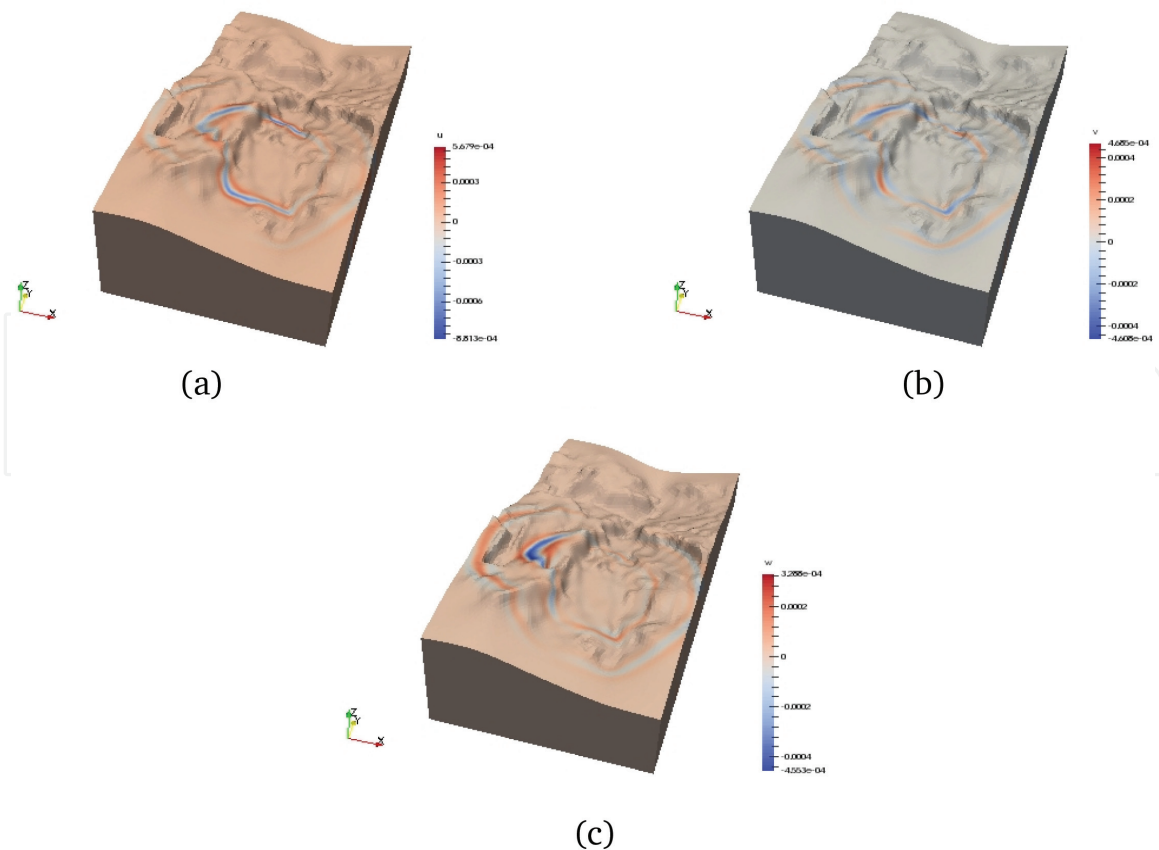 u
5.679e-04
0.0003
0
-0.0003
-0.0006
-8.813e-04
Z
Y
X
(a)
v
4.685e-04
0.0004
0.0002
0
-0.0002
-0.0004
-4.608e-04
Z
Y
X
(b)
w
3.288e-04
0.0002
0
-0.0002
-0.0004
-4.553e-04
Z
Y
X
(c)